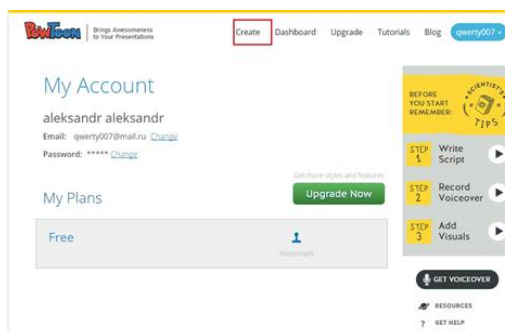 POWTOON
Brings Awesomeness
to Your Presentations
Create Dashboard Upgrade Tutorials Blog qwerty007
My Account
aleksandr aleksandr
Email: qwerty007@mail.ru Change
Password: ***** Change
Get more styles and features
My Plans
Upgrade Now
Free
Watermark
BEFORE
YOU START
REMEMBER:
SCIENTIST'S
TIPS
STEP 1 Write
Script
STEP 2 Record
Voiceover
STEP 3 Add
Visuals
GET VOICEOVER
RESOURCES
? GET HELP